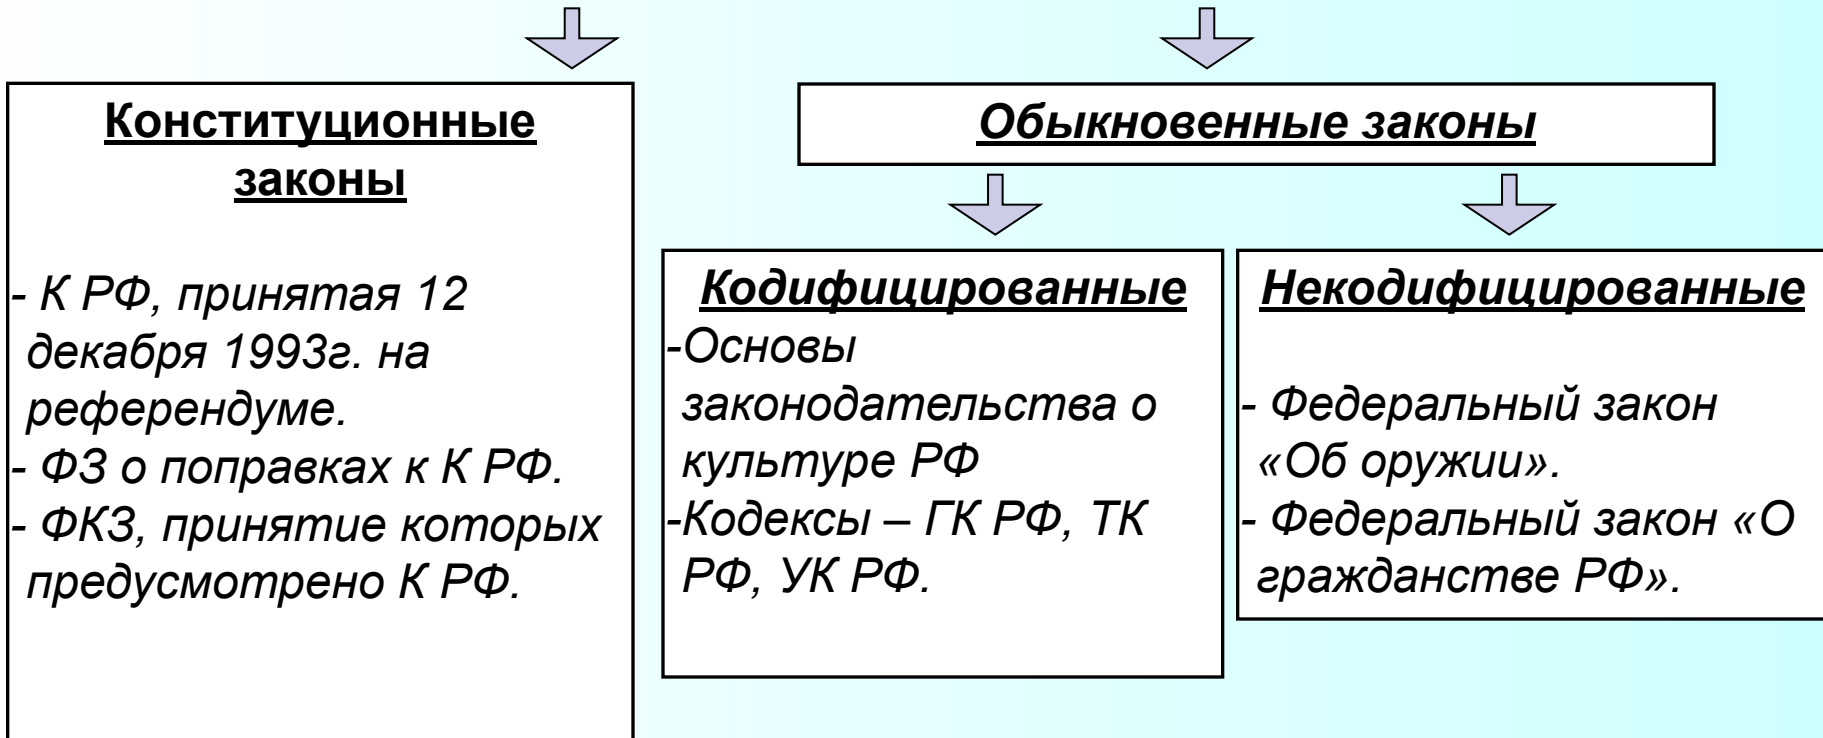 Конституционные
законы
- К РФ, принятая 12
декабря 1993г. на
референдуме.
- ФЗ о поправках к К РФ.
- ФКЗ, принятие которых
предусмотрено К РФ.
Обыкновенные законы
Кодифицированные
-Основы
законодательства о
культуре РФ
-Кодексы – ГК РФ, ТК
РФ, УК РФ.
Некодифицированные
- Федеральный закон
«Об оружии».
- Федеральный закон «О
гражданстве РФ».